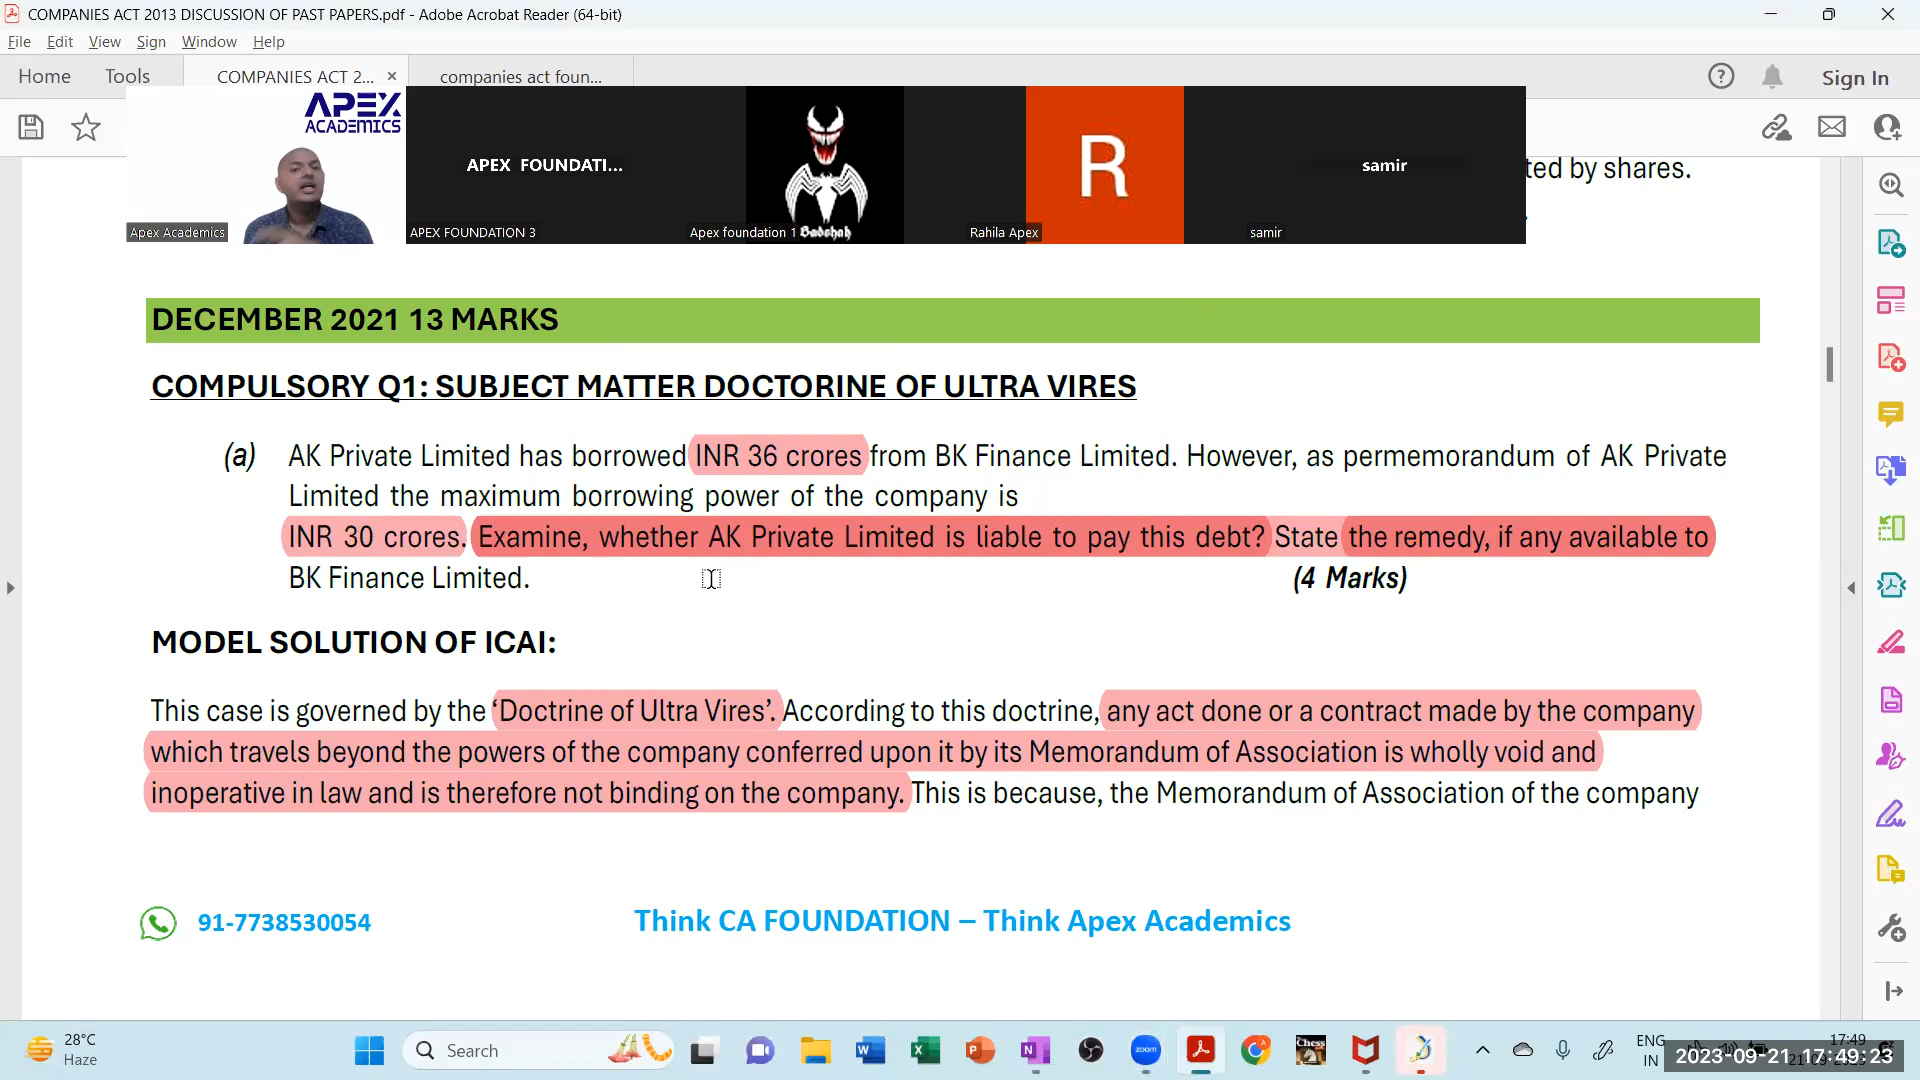 COMPANIES ACT 2013 DISCUSSION OF PAST PAPERS.pdf - Adobe Acrobat Reader (64-bit)
File Edit View Sign Window Help
Home Tools COMPANIES ACT 2... × companies act foun... Sign In
APEX
ACADEMICS
APEX FOUNDATI...
R
samir
ted by shares.
Apex Academics
APEX FOUNDATION 3
Apex foundation 1
Badshah
Rahila Apex
samir
DECEMBER 2021 13 MARKS
COMPULSORY Q1: SUBJECT MATTER DOCTORINE OF ULTRA VIRES
(a) AK Private Limited has borrowed INR 36 crores from BK Finance Limited. However, as permemorandum of AK Private
Limited the maximum borrowing power of the company is
INR 30 crores. Examine, whether AK Private Limited is liable to pay this debt? State the remedy, if any available to
BK Finance Limited. (4 Marks)
MODEL SOLUTION OF ICAI:
This case is governed by the ‘Doctrine of Ultra Vires’. According to this doctrine, any act done or a contract made by the company
which travels beyond the powers of the company conferred upon it by its Memorandum of Association is wholly void and
inoperative in law and is therefore not binding on the company. This is because, the Memorandum of Association of the company
91-7738530054 Think CA FOUNDATION – Think Apex Academics
28°C
Haze
Search
zoom
Chess
ENG
IN
17:49
2023-09-21 17:49:23